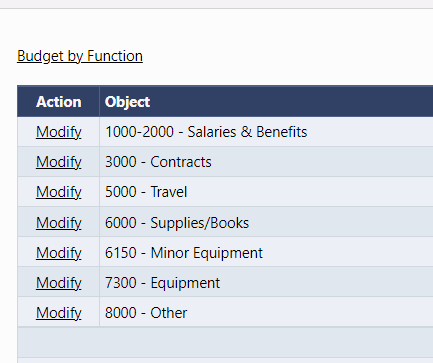 Budget by Function
Action Object
Modify 1000-2000 - Salaries & Benefits
Modify 3000 - Contracts
Modify 5000 - Travel
Modify 6000 - Supplies/Books
Modify 6150 - Minor Equipment
Modify 7300 - Equipment
Modify 8000 - Other